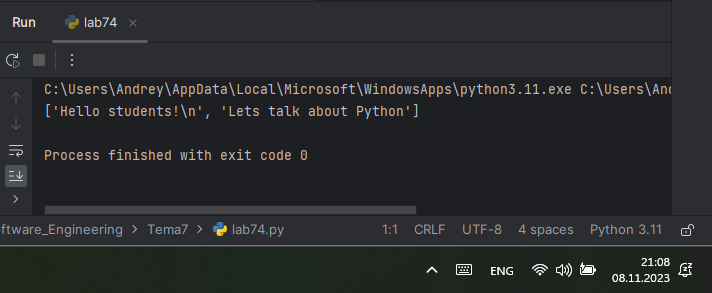 Run lab74
C:\Users\Andrey\AppData\Local\Microsoft\WindowsApps\python3.11.exe C:\Users\And
['Hello students!\n', 'Lets talk about Python']
Process finished with exit code 0
ftware_Engineering > Tema7 > lab74.py 1:1 CRLF UTF-8 4 spaces Python 3.11
ENG 21:08
08.11.2023